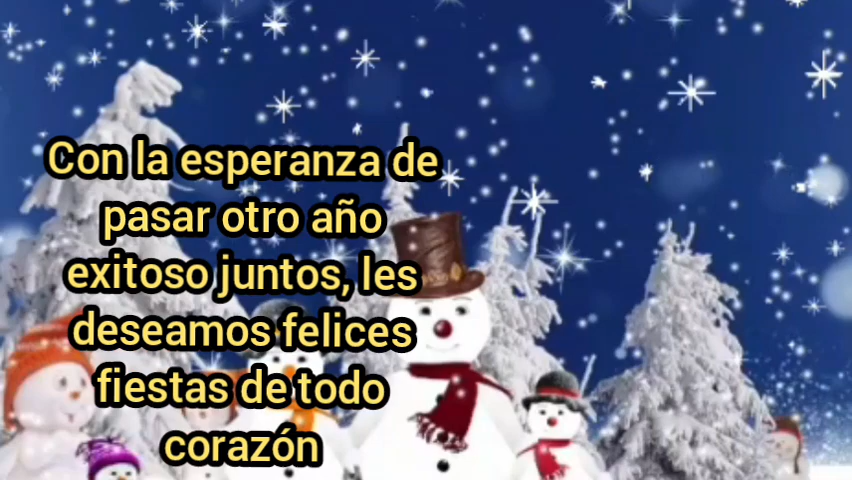 Con la esperanza de
pasar otro año
exitoso juntos, les
deseamos felices
fiestas de todo
corazón